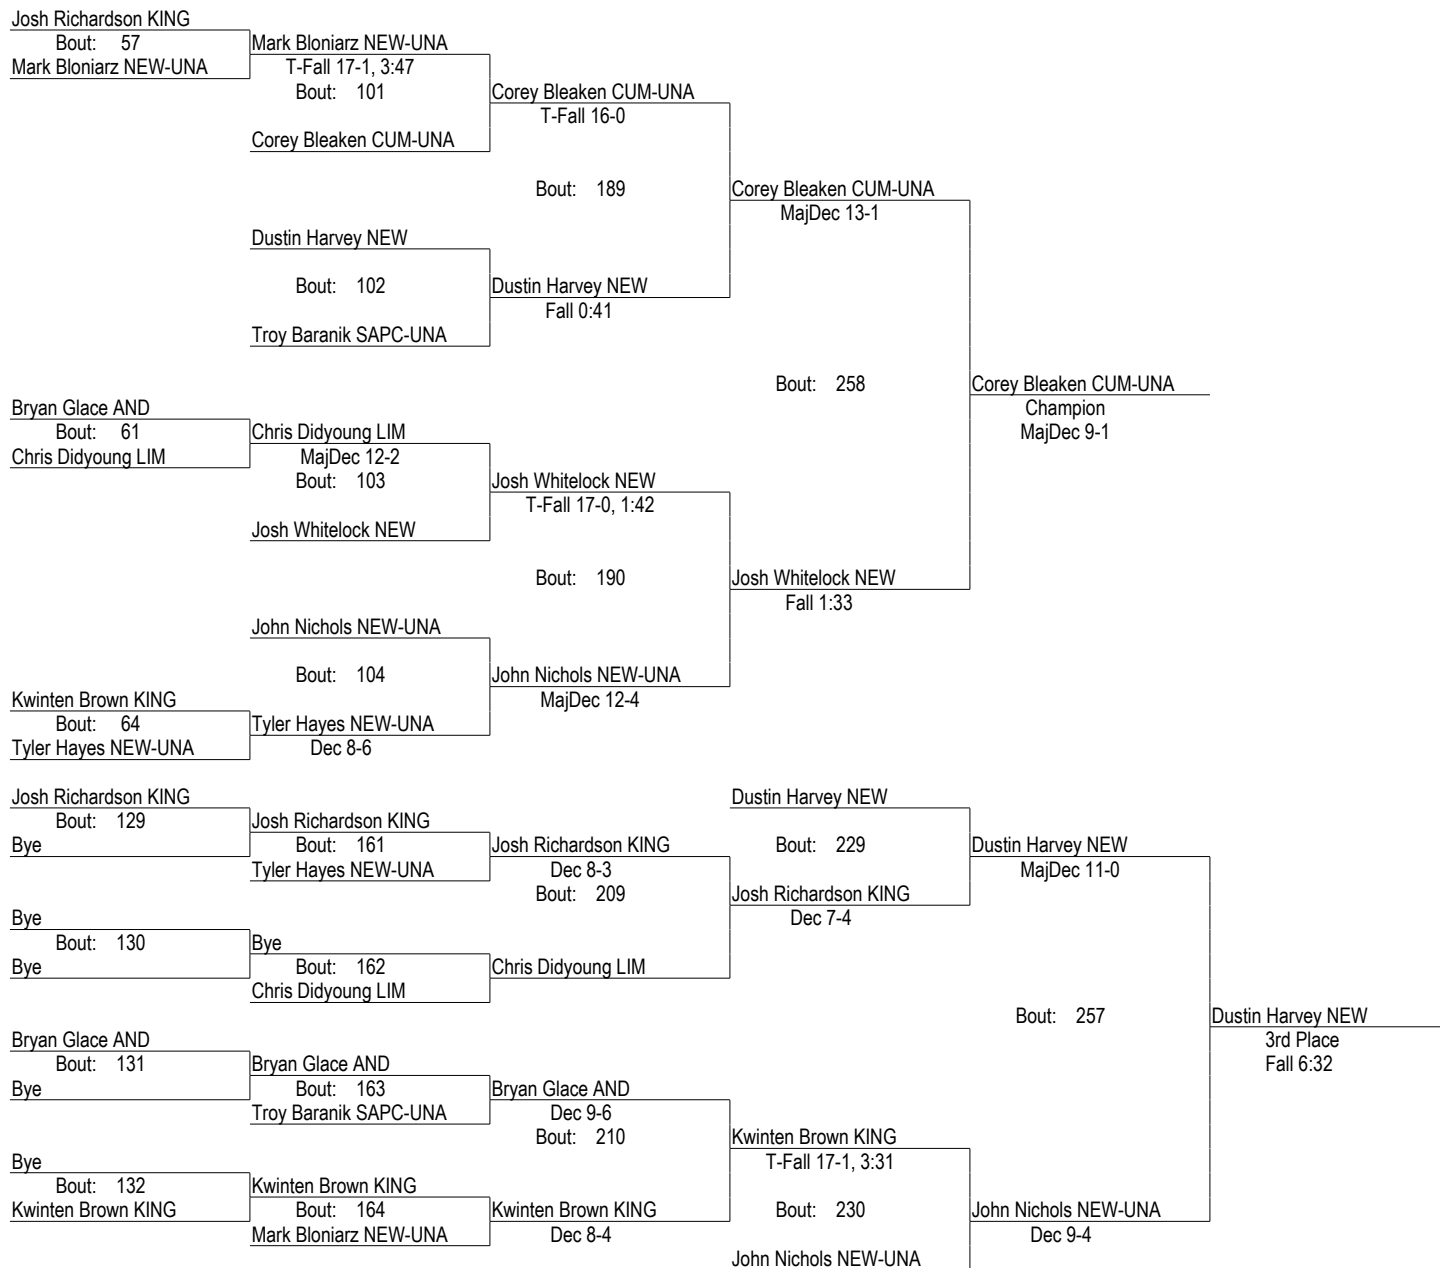 Josh Richardson KING
Bout: 57
Mark Bloniarz NEW-UNA
Mark Bloniarz NEW-UNA
T-Fall 17-1, 3:47
Bout: 101
Corey Bleaken CUM-UNA
Corey Bleaken CUM-UNA
T-Fall 16-0
Bout: 189
Corey Bleaken CUM-UNA
MajDec 13-1
Dustin Harvey NEW
Bout: 102
Dustin Harvey NEW
Fall 0:41
Troy Baranik SAPC-UNA
Bout: 258
Corey Bleaken CUM-UNA
Champion
MajDec 9-1
Bryan Glace AND
Bout: 61
Chris Didyoung LIM
Chris Didyoung LIM
MajDec 12-2
Bout: 103
Josh Whitelock NEW
Josh Whitelock NEW
T-Fall 17-0, 1:42
Bout: 190
Josh Whitelock NEW
Fall 1:33
John Nichols NEW-UNA
Bout: 104
John Nichols NEW-UNA
MajDec 12-4
Kwinten Brown KING
Bout: 64
Tyler Hayes NEW-UNA
Tyler Hayes NEW-UNA
Dec 8-6
Josh Richardson KING
Bout: 129
Bye
Josh Richardson KING
Bout: 161
Tyler Hayes NEW-UNA
Josh Richardson KING
Dec 8-3
Bout: 209
Dustin Harvey NEW
Bout: 229
Josh Richardson KING
Dec 7-4
Dustin Harvey NEW
MajDec 11-0
Bye
Bout: 130
Bye
Bye
Bout: 162
Chris Didyoung LIM
Chris Didyoung LIM
Bout: 257
Dustin Harvey NEW
3rd Place
Fall 6:32
Bryan Glace AND
Bout: 131
Bye
Bryan Glace AND
Bout: 163
Troy Baranik SAPC-UNA
Bryan Glace AND
Dec 9-6
Bout: 210
Kwinten Brown KING
T-Fall 17-1, 3:31
Bye
Bout: 132
Kwinten Brown KING
Kwinten Brown KING
Bout: 164
Mark Bloniarz NEW-UNA
Kwinten Brown KING
Dec 8-4
Bout: 230
John Nichols NEW-UNA
John Nichols NEW-UNA
Dec 9-4